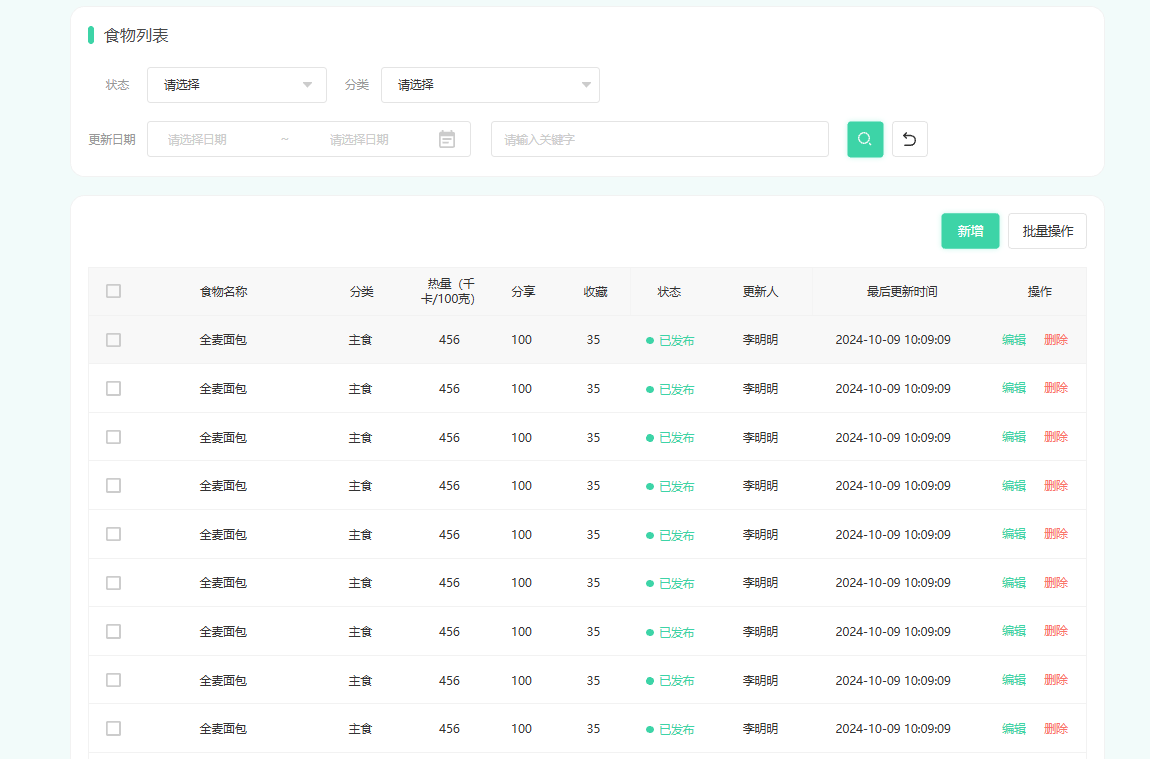 食物列表
状态 请选择 分类 请选择
更新日期 请选择日期 ~ 请选择日期 请输入关键字
新增 批量操作
食物名称 分类 热量（千卡/100克） 分享 收藏 状态 更新人 最后更新时间 操作
全麦面包 主食 456 100 35 已发布 李明明 2024-10-09 10:09:09 编辑 删除
全麦面包 主食 456 100 35 已发布 李明明 2024-10-09 10:09:09 编辑 删除
全麦面包 主食 456 100 35 已发布 李明明 2024-10-09 10:09:09 编辑 删除
全麦面包 主食 456 100 35 已发布 李明明 2024-10-09 10:09:09 编辑 删除
全麦面包 主食 456 100 35 已发布 李明明 2024-10-09 10:09:09 编辑 删除
全麦面包 主食 456 100 35 已发布 李明明 2024-10-09 10:09:09 编辑 删除
全麦面包 主食 456 100 35 已发布 李明明 2024-10-09 10:09:09 编辑 删除
全麦面包 主食 456 100 35 已发布 李明明 2024-10-09 10:09:09 编辑 删除
全麦面包 主食 456 100 35 已发布 李明明 2024-10-09 10:09:09 编辑 删除